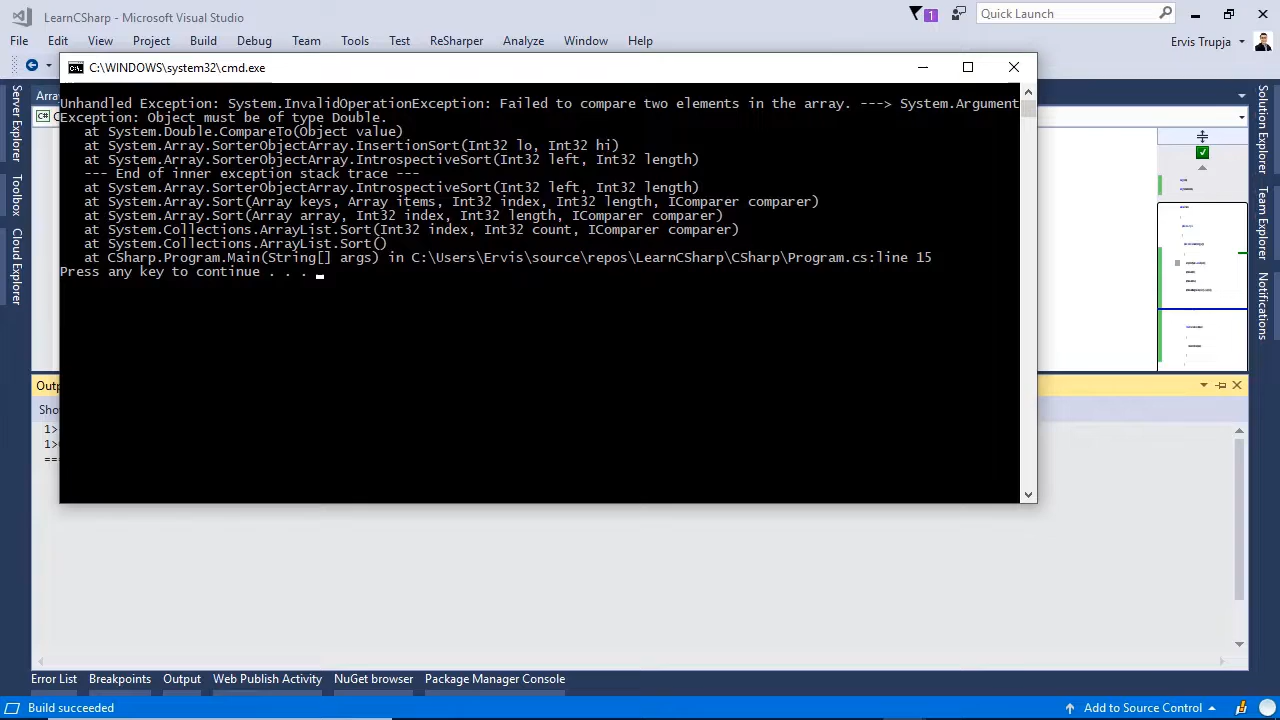 LearnCSharp - Microsoft Visual Studio
1
Quick Launch
File Edit View Project Build Debug Team Tools Test ReSharper Analyze Window Help
Ervis Trupja
C:\WINDOWS\system32\cmd.exe
Server Explorer
Toolbox
Cloud Explorer
Arra
C#
Unhandled Exception: System.InvalidOperationException: Failed to compare two elements in the array. ---> System.Argument
Exception: Object must be of type Double.
at System.Double.CompareTo(Object value)
at System.Array.SorterObjectArray.InsertionSort(Int32 lo, Int32 hi)
at System.Array.SorterObjectArray.IntrospectiveSort(Int32 left, Int32 length)
--- End of inner exception stack trace ---
at System.Array.SorterObjectArray.IntrospectiveSort(Int32 left, Int32 length)
at System.Array.Sort(Array keys, Array items, Int32 index, Int32 length, IComparer comparer)
at System.Array.Sort(Array array, Int32 index, Int32 length, IComparer comparer)
at System.Collections.ArrayList.Sort(Int32 index, Int32 count, IComparer comparer)
at System.Collections.ArrayList.Sort()
at CSharp.Program.Main(String[] args) in C:\Users\Ervis\source\repos\LearnCSharp\CSharp\Program.cs:line 15
Press any key to continue . . .
Solution Explorer
Team Explorer
Notifications
Outp
Sho
1>
1>
==
Error List Breakpoints Output Web Publish Activity NuGet browser Package Manager Console
Build succeeded
Add to Source Control